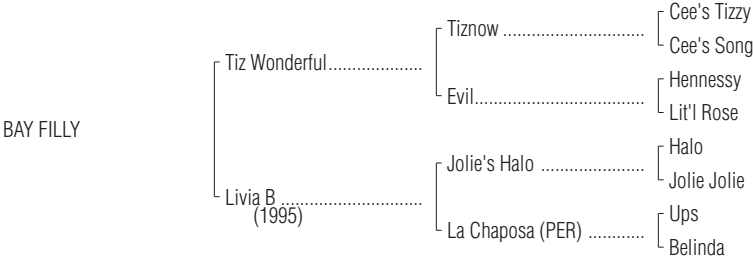 Cee's Tizzy
Tiznow ..............................
Cee's Song
Tiz Wonderful....................
Hennessy
Evil....................................
Lit'l Rose
BAY FILLY
Halo
Jolie's Halo ......................
Jolie Jolie
Livia B ..............................
(1995)
Ups
La Chaposa (PER) ............
Belinda